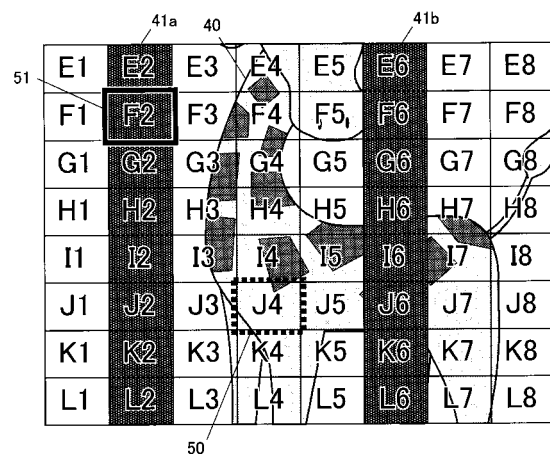 41a 40 41b
51
E1 E2 E3 E4 E5 E6 E7 E8
F1 F2 F3 F4 F5 F6 F7 F8
G1 G2 G3 G4 G5 G6 G7 G8
H1 H2 H3 H4 H5 H6 H7 H8
I1 I2 I3 I4 I5 I6 I7 I8
J1 J2 J3 J4 J5 J6 J7 J8
K1 K2 K3 K4 K5 K6 K7 K8
L1 L2 L3 L4 L5 L6 L7 L8
50